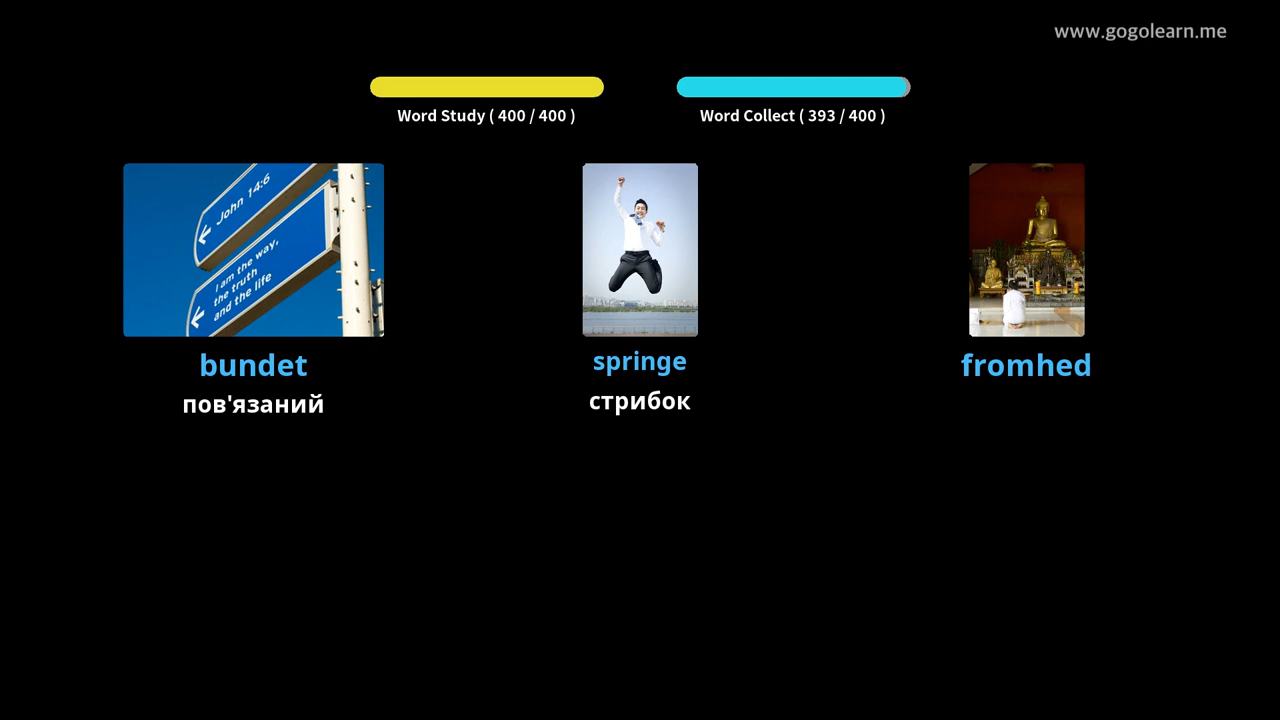 www.gogolearn.me
Word Study ( 400 / 400 )
Word Collect ( 393 / 400 )
John 14:6
I am the way,
the truth
and the life
bundet
пов'язаний
springe
стрибок
fromhed